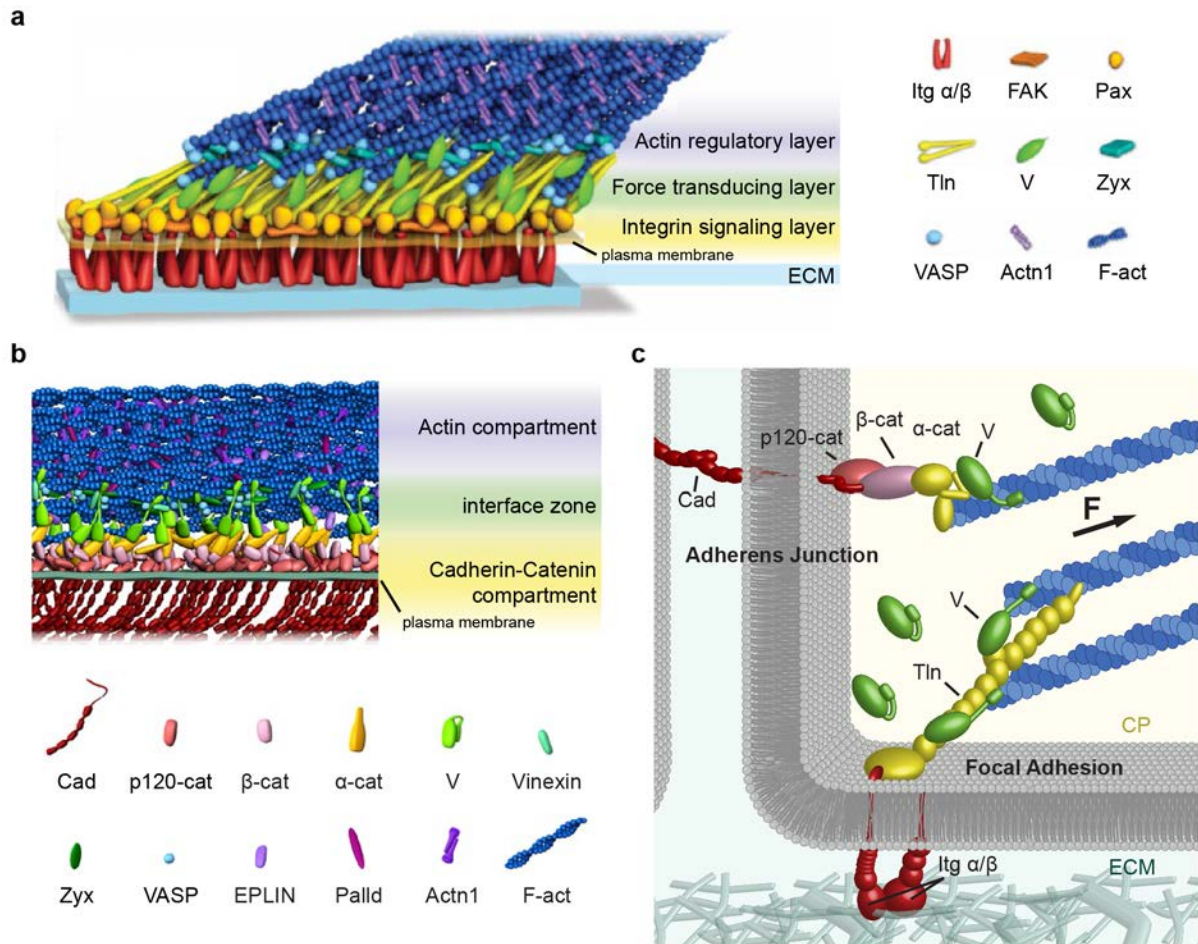 a
Actin regulatory layer
Force transducing layer
Integrin signaling layer
plasma membrane
ECM
Itg α/β FAK Pax
Tln V Zyx
VASP Actn1 F-act
b
Actin compartment
interface zone
Cadherin-Catenin
compartment
plasma membrane
Cad p120-cat β-cat α-cat V Vinexin
Zyx VASP EPLIN Palld Actn1 F-act
c
p120-cat
β-cat
α-cat
V
Cad
F
Adherens Junction
V
Tln
CP
Focal Adhesion
Itg α/β
ECM